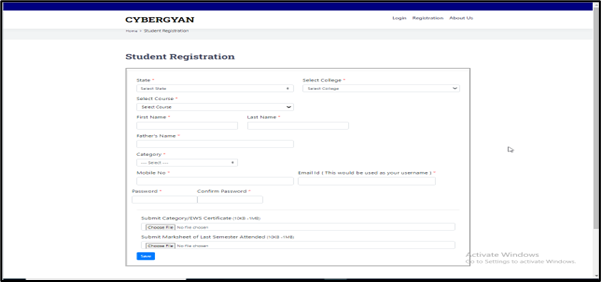 CYBERGYAN
Login Registration About Us
Home > Student Registration
Student Registration
State * Select College *
Select State Select College
Select Course *
Select Course
First Name * Last Name *
Father's Name *
Category *
--- Select ---
Mobile No * Email Id ( This would be used as your username ) *
Password * Confirm Password *
Submit Category/EWS Certificate (10KB -1MB)
Choose File No file chosen
Submit Marksheet of Last Semester Attended (10KB -1MB)
Choose File No file chosen
Save
Activate Windows
Go to Settings to activate Windows.